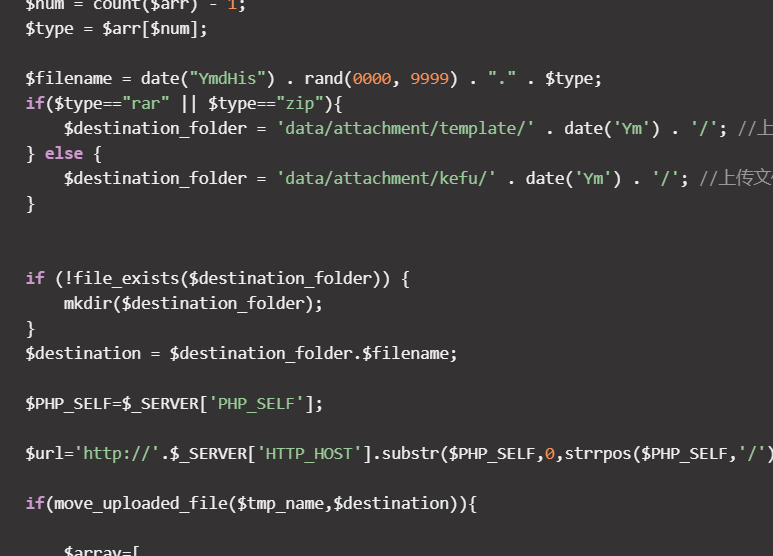 $num = count($arr) - 1;
$type = $arr[$num];
$filename = date("YmdHis") . rand(0000, 9999) . "." . $type;
if($type=="rar" || $type=="zip"){
$destination_folder = 'data/attachment/template/' . date('Ym') . '/'; //上
} else {
$destination_folder = 'data/attachment/kefu/' . date('Ym') . '/'; //上传文
}
if (!file_exists($destination_folder)) {
mkdir($destination_folder);
}
$destination = $destination_folder.$filename;
$PHP_SELF=$_SERVER['PHP_SELF'];
$url='http://'.$_SERVER['HTTP_HOST'].substr($PHP_SELF,0,strrpos($PHP_SELF,'/')
if(move_uploaded_file($tmp_name,$destination)){
$array=[